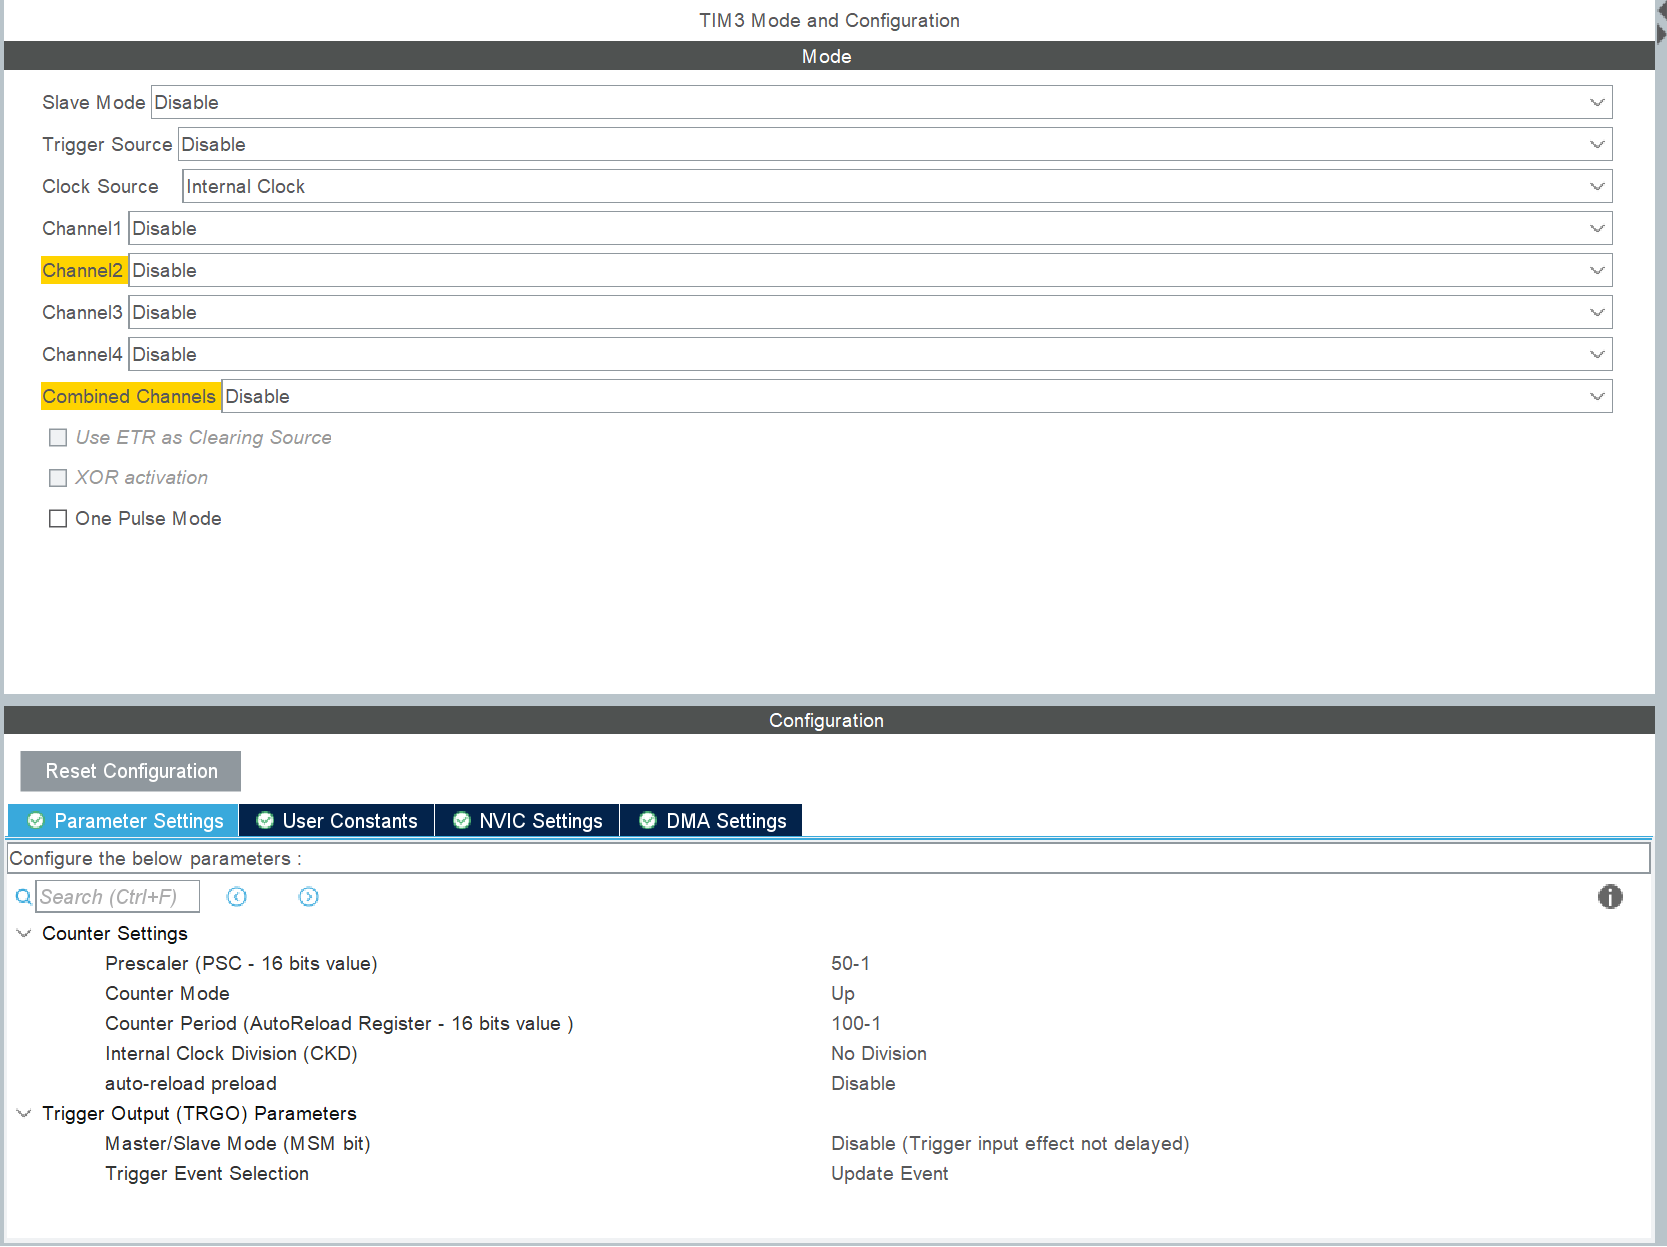 TIM3 Mode and Configuration
Mode
Slave Mode Disable
Trigger Source Disable
Clock Source Internal Clock
Channel1 Disable
Channel2 Disable
Channel3 Disable
Channel4 Disable
Combined Channels Disable
Use ETR as Clearing Source
XOR activation
One Pulse Mode
Configuration
Reset Configuration
Parameter Settings User Constants NVIC Settings DMA Settings
Configure the below parameters :
Search (Ctrl+F)
Counter Settings
Prescaler (PSC - 16 bits value) 50-1
Counter Mode Up
Counter Period (AutoReload Register - 16 bits value ) 100-1
Internal Clock Division (CKD) No Division
auto-reload preload Disable
Trigger Output (TRGO) Parameters
Master/Slave Mode (MSM bit) Disable (Trigger input effect not delayed)
Trigger Event Selection Update Event